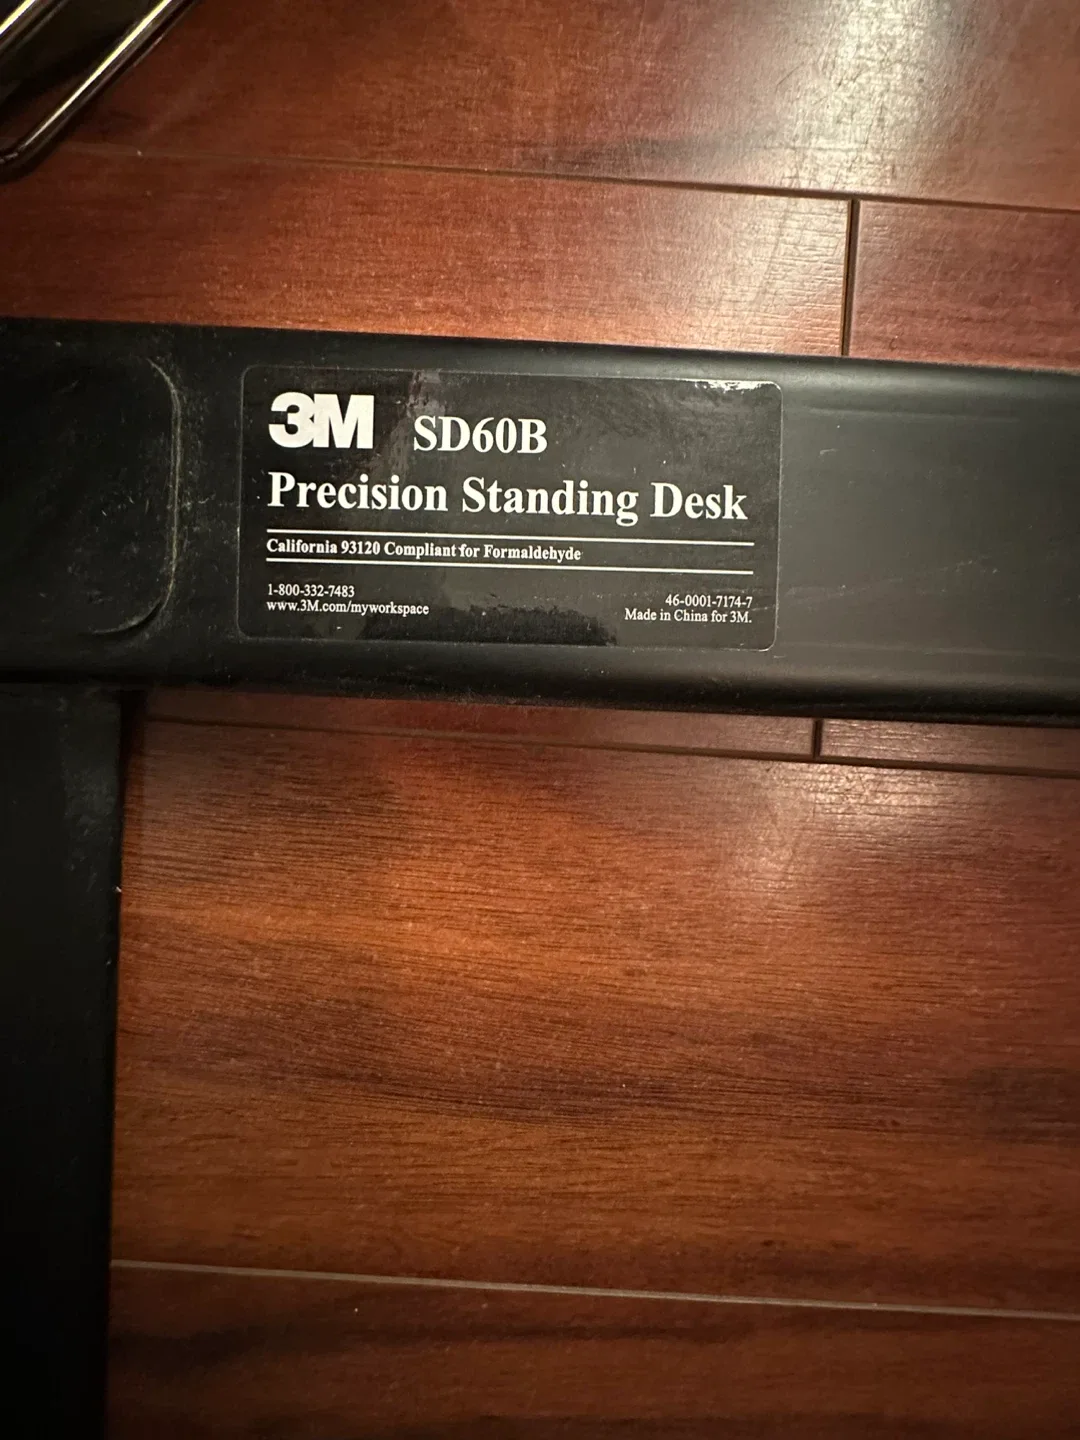 3M SD60B
Precision Standing Desk
California 93120 Compliant for Formaldehyde
1-800-332-7483
www.3M.com/myworkspace
46-0001-7174-7
Made in China for 3M.